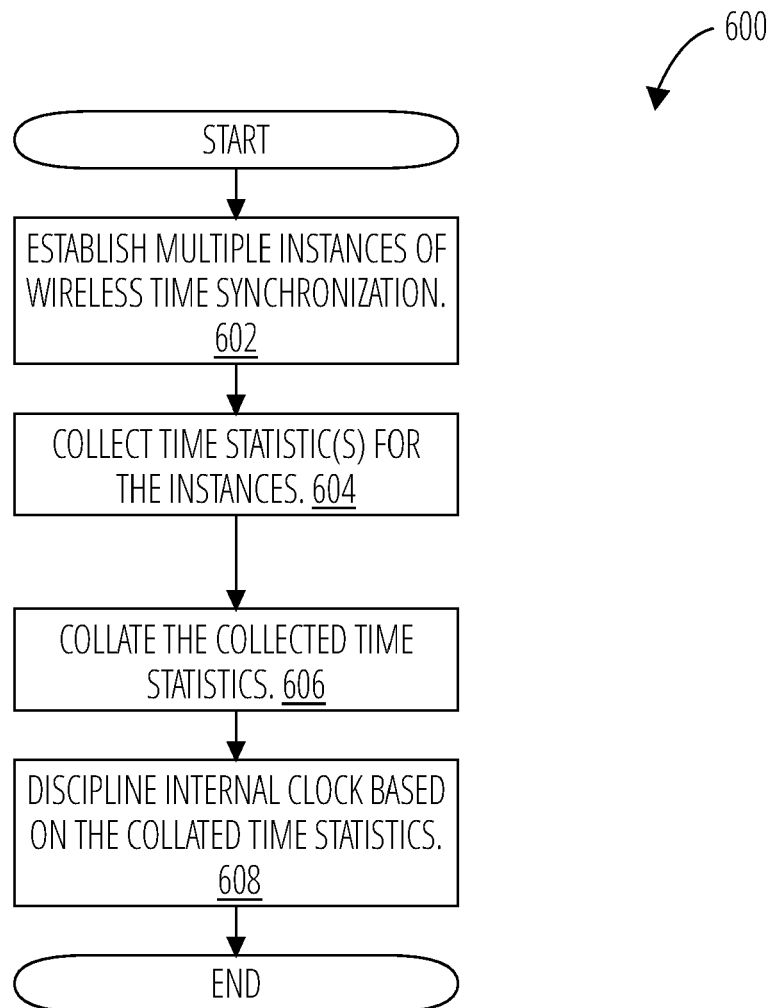 600
START
ESTABLISH MULTIPLE INSTANCES OF
WIRELESS TIME SYNCHRONIZATION.
602
COLLECT TIME STATISTIC(S) FOR
THE INSTANCES. 604
COLLATE THE COLLECTED TIME
STATISTICS. 606
DISCIPLINE INTERNAL CLOCK BASED
ON THE COLLATED TIME STATISTICS.
608
END